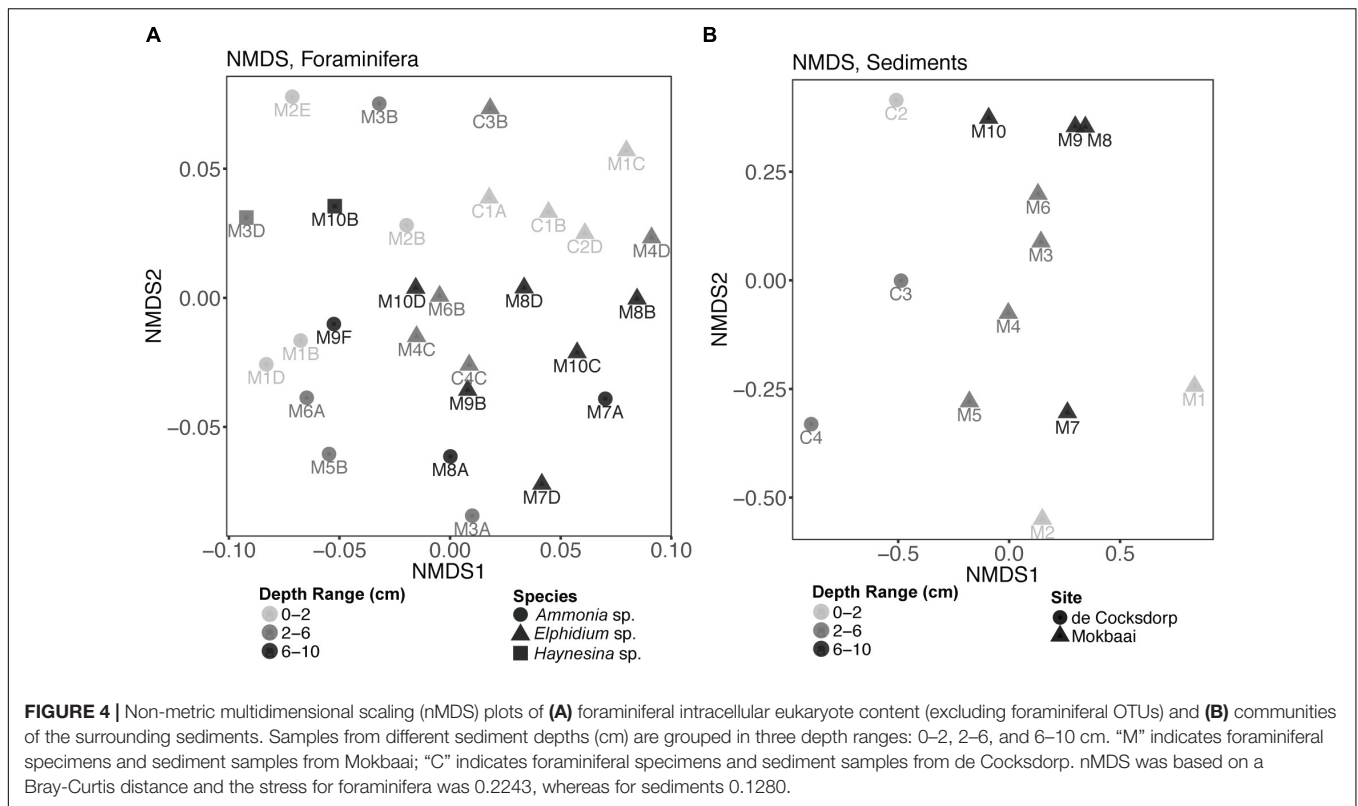 A
NMDS, Foraminifera
NMDS2
0.05
0.00
−0.05
M2E
M3B
C3B
M1C
M3D
M10B
M2B
C1A
C1B
C2D
M4D
M10D
M6B
M8D
M8B
M9F
M1B
M4C
M1D
C4C
M10C
M6A
M9B
M7A
M5B
M8A
M7D
M3A
−0.10
−0.05
0.00
0.05
0.10
NMDS1
Depth Range (cm)
0–2
2–6
6–10
Species
Ammonia sp.
Elphidium sp.
Haynesina sp.
B
NMDS, Sediments
NMDS2
0.25
0.00
−0.25
−0.50
C2
M10
M9 M8
M6
M3
C3
M4
M5
M1
M7
C4
M2
−0.5
0.0
0.5
NMDS1
Depth Range (cm)
0–2
2–6
6–10
Site
de Cocksdorp
Mokbaai
FIGURE 4 | Non-metric multidimensional scaling (nMDS) plots of (A) foraminiferal intracellular eukaryote content (excluding foraminiferal OTUs) and (B) communities
of the surrounding sediments. Samples from different sediment depths (cm) are grouped in three depth ranges: 0–2, 2–6, and 6–10 cm. “M” indicates foraminiferal
specimens and sediment samples from Mokbaai; “C” indicates foraminiferal specimens and sediment samples from de Cocksdorp. nMDS was based on a
Bray-Curtis distance and the stress for foraminifera was 0.2243, whereas for sediments 0.1280.